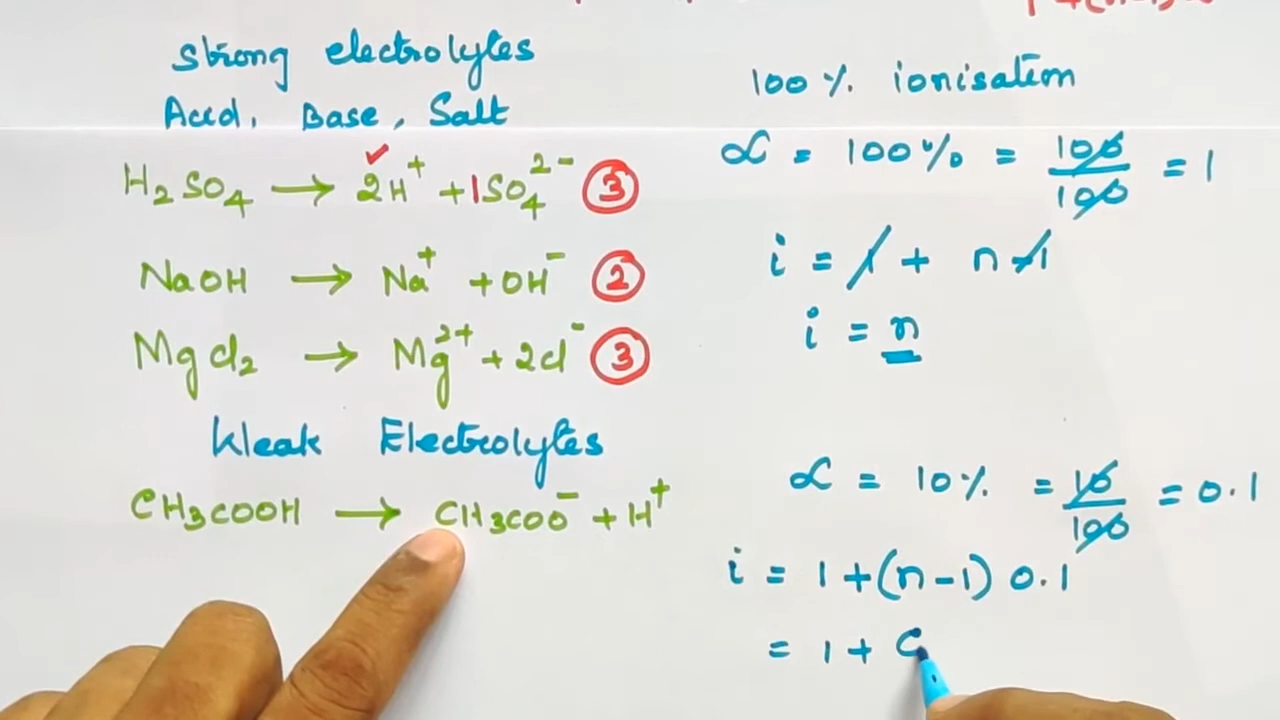 Strong electrolytes
Acid, Base, Salt
H₂SO₄ → 2H⁺ + 1SO₄²⁻ ③
NaOH → Na⁺ + OH⁻ ②
Mgcl₂ → Mg²⁺ + 2cl⁻ ③
Weak Electrolytes
CH₃COOH → CH₃COO⁻ + H⁺
100 % ionisation
α = 100% = 100/100 = 1
i = 1 + n - 1
i = n
α = 10% = 10/100 = 0.1
i = 1 + (n - 1) 0.1
= 1 +